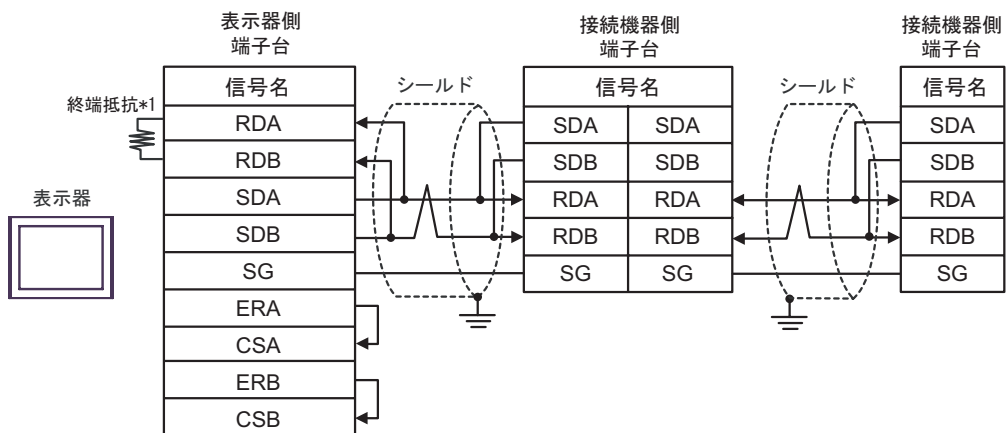 表示器側
端子台
接続機器側
端子台
接続機器側
端子台
終端抵抗*1
信号名
RDA
RDB
SDA
SDB
SG
ERA
CSA
ERB
CSB
表示器
シールド
信号名
SDA SDA
SDB SDB
RDA RDA
RDB RDB
SG SG
シールド
信号名
SDA
SDB
RDA
RDB
SG